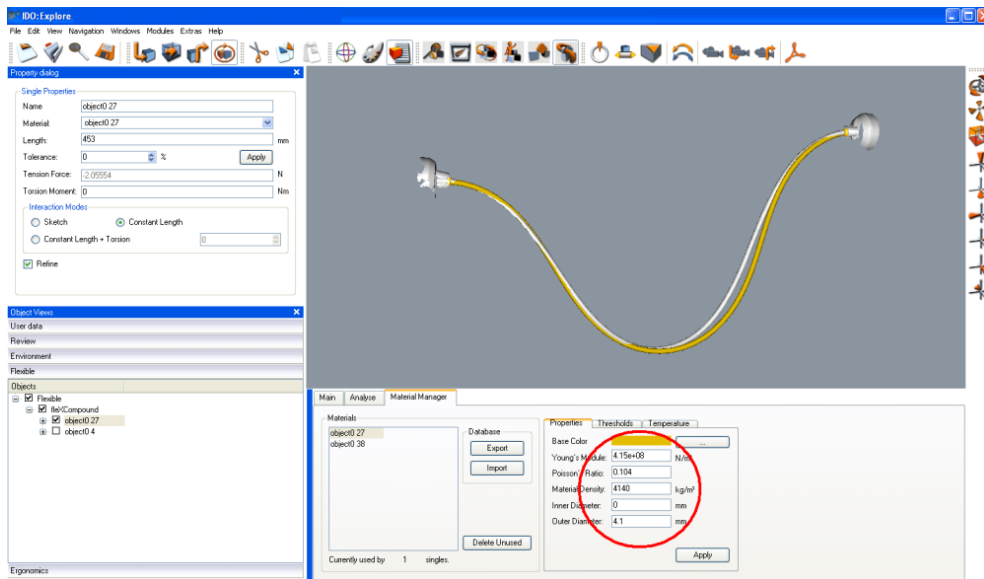 IDO:Explore
File Edit View Navigation Windows Modules Extras Help
Property dialog
Single Properties
Name object0 27
Material: object0 27
Length: 453 mm
Tolerance: 0 % Apply
Tension Force: -2.05554 N
Torsion Moment: 0 Nm
Interaction Modes
Sketch Constant Length
Constant Length + Torsion 0
Refine
Object Views
User data
Review
Environment
Flexible
Objects
Flexible
fleXCompound
object0 27
object0 4
Ergonomics
Main Analyse Material Manager
Materials
object0 27
object0 38
Database
Export
Import
Delete Unused
Currently used by 1 singles.
Properties Thresholds Temperature
Base Color ...
Young's Module: 4.15e+08 N/m²
Poisson's Ratio: 0.104
Material Density: 4140 kg/m³
Inner Diameter: 0 mm
Outer Diameter: 4.1 mm
Apply